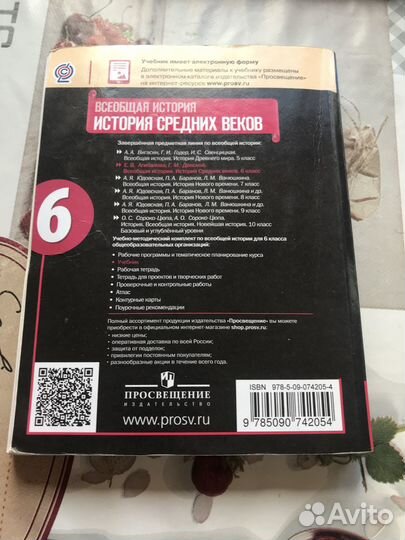 Учебник имеет электронную форму
Дополнительные материалы к учебнику размещены
в электронном каталоге издательства «Просвещение»
на интернет-ресурсе www.prosv.ru
ВСЕОБЩАЯ ИСТОРИЯ
ИСТОРИЯ СРЕДНИХ ВЕКОВ
Завершённая предметная линия по всеобщей истории:
А. А. Вигасин, Г. И. Годер, И. С. Свенцицкая.
Всеобщая история. История Древнего мира. 5 класс
Е. В. Агибалова, Г. М. Донской.
Всеобщая история. История Средних веков. 6 класс
А. Я. Юдовская, П. А. Баранов, Л. М. Ванюшкина.
Всеобщая история. История Нового времени. 7 класс
А. Я. Юдовская, П. А. Баранов, Л. М. Ванюшкина и др.
Всеобщая история. История Нового времени. 8 класс
А. Я. Юдовская, П. А. Баранов, Л. М. Ванюшкина и др.
Всеобщая история. История Нового времени. 9 класс
О. С. Сороко-Цюпа, А. О. Сороко-Цюпа.
История. Всеобщая история. Новейшая история. 10 класс
Базовый и углублённый уровни
6
Учебно-методический комплект по всеобщей истории для 6 класса
общеобразовательных организаций:
• Рабочие программы и тематическое планирование курса
• Учебник
• Рабочая тетрадь
• Тетрадь для проектов и творческих работ
• Проверочные и контрольные работы
• Атлас
• Контурные карты
• Поурочные рекомендации
Полный ассортимент продукции издательства «Просвещение» вы можете
приобрести в официальном интернет-магазине shop.prosv.ru:
- низкие цены;
- оперативная доставка по всей России;
- защита от подделок;
- привилегии постоянным покупателям;
- разнообразные акции в течение всего года.
ПРОСВЕЩЕНИЕ
ИЗДАТЕЛЬСТВО
www.prosv.ru
ISBN 978-5-09-074205-4
9 785090 742054
Avito